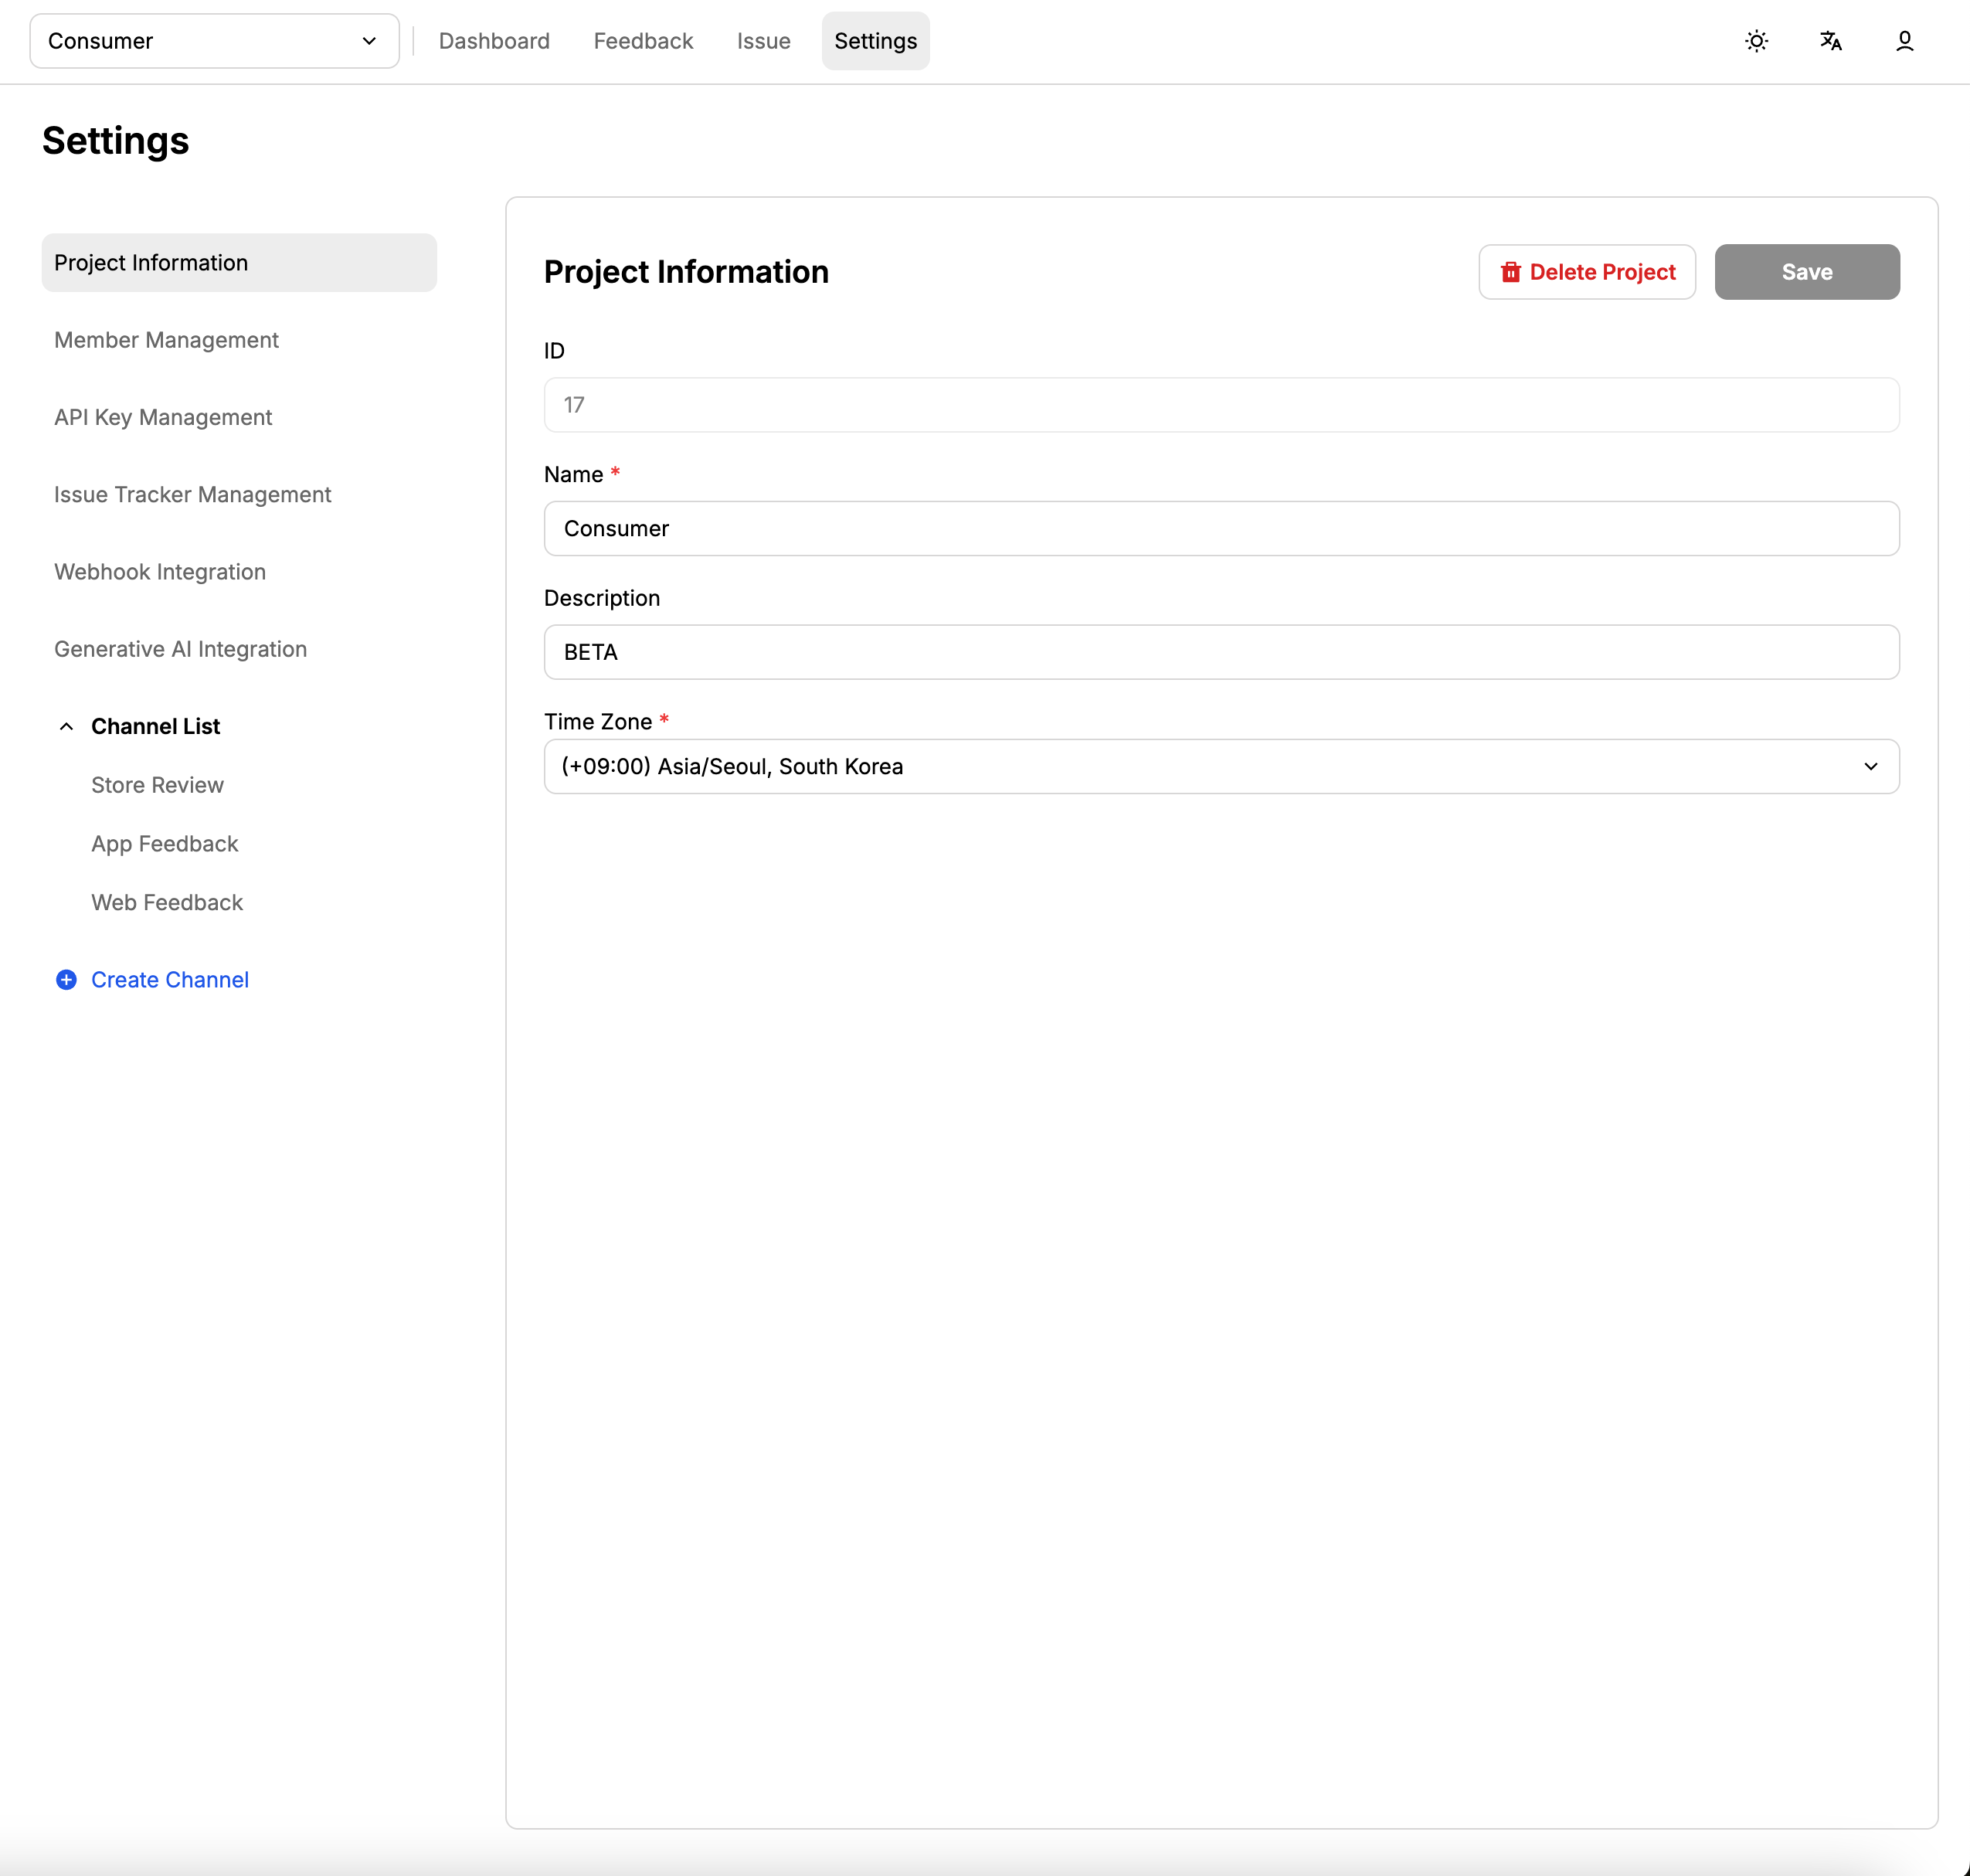 Consumer
Dashboard
Feedback
Issue
Settings
Settings
Project Information
Member Management
API Key Management
Issue Tracker Management
Webhook Integration
Generative AI Integration
Channel List
Store Review
App Feedback
Web Feedback
Create Channel
Project Information
Delete Project
Save
ID
17
Name *
Consumer
Description
BETA
Time Zone *
(+09:00) Asia/Seoul, South Korea